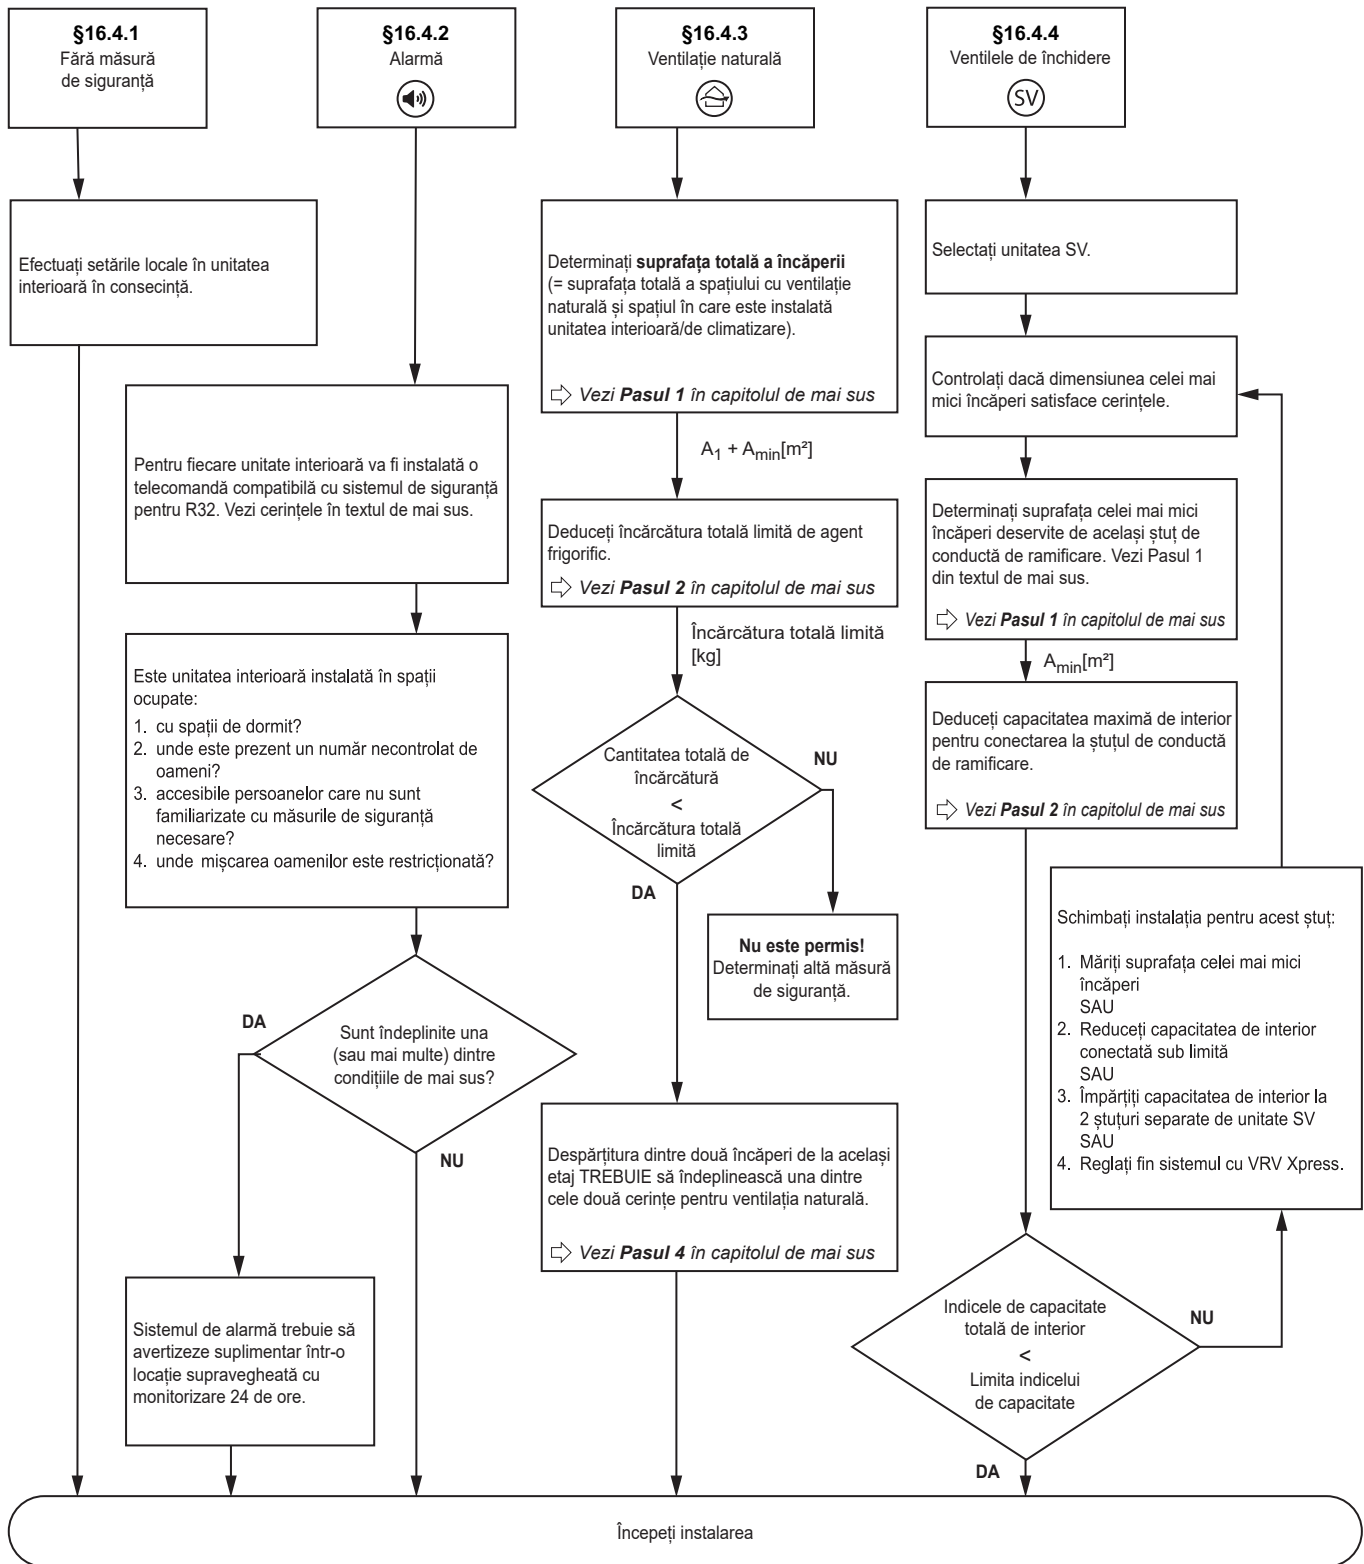 §16.4.1
Fără măsură
de siguranță
Efectuați setările locale în unitatea
interioară în consecință.
§16.4.2
Alarmă
Pentru fiecare unitate interioară va fi instalată o
telecomandă compatibilă cu sistemul de siguranță
pentru R32. Vezi cerințele în textul de mai sus.
Este unitatea interioară instalată în spații
ocupate:
1. cu spații de dormit?
2. unde este prezent un număr necontrolat de
oameni?
3. accesibile persoanelor care nu sunt
familiarizate cu măsurile de siguranță
necesare?
4. unde mișcarea oamenilor este restricționată?
Sunt îndeplinite una
(sau mai multe) dintre
condițiile de mai sus?
DA
NU
Sistemul de alarmă trebuie să
avertizeze suplimentar într-o
locație supravegheată cu
monitorizare 24 de ore.
§16.4.3
Ventilație naturală
Determinați suprafața totală a încăperii
(= suprafața totală a spațiului cu ventilație
naturală și spațiul în care este instalată
unitatea interioară/de climatizare).
Vezi Pasul 1 în capitolul de mai sus
A1 + Amin[m²]
Deduceți încărcătura totală limită de agent
frigorific.
Vezi Pasul 2 în capitolul de mai sus
Încărcătura totală limită
[kg]
Cantitatea totală de
încărcătură
<
Încărcătura totală
limită
NU
DA
Nu este permis!
Determinați altă măsură
de siguranță.
Despărțitura dintre două încăperi de la același
etaj TREBUIE să îndeplinească una dintre
cele două cerințe pentru ventilația naturală.
Vezi Pasul 4 în capitolul de mai sus
§16.4.4
Ventilele de închidere
SV
Selectați unitatea SV.
Controlați dacă dimensiunea celei mai
mici încăperi satisface cerințele.
Determinați suprafața celei mai mici
încăperi deservite de același ștuț de
conductă de ramificare. Vezi Pasul 1
din textul de mai sus.
Vezi Pasul 1 în capitolul de mai sus
Amin[m²]
Deduceți capacitatea maximă de interior
pentru conectarea la ștuțul de conductă
de ramificare.
Vezi Pasul 2 în capitolul de mai sus
Schimbați instalația pentru acest ștuț:
1. Măriți suprafața celei mai mici
încăperi
SAU
2. Reduceți capacitatea de interior
conectată sub limită
SAU
3. Împărțiți capacitatea de interior la
2 ștuțuri separate de unitate SV
SAU
4. Reglați fin sistemul cu VRV Xpress.
Indicele de capacitate
totală de interior
<
Limita indicelui
de capacitate
NU
DA
Începeți instalarea